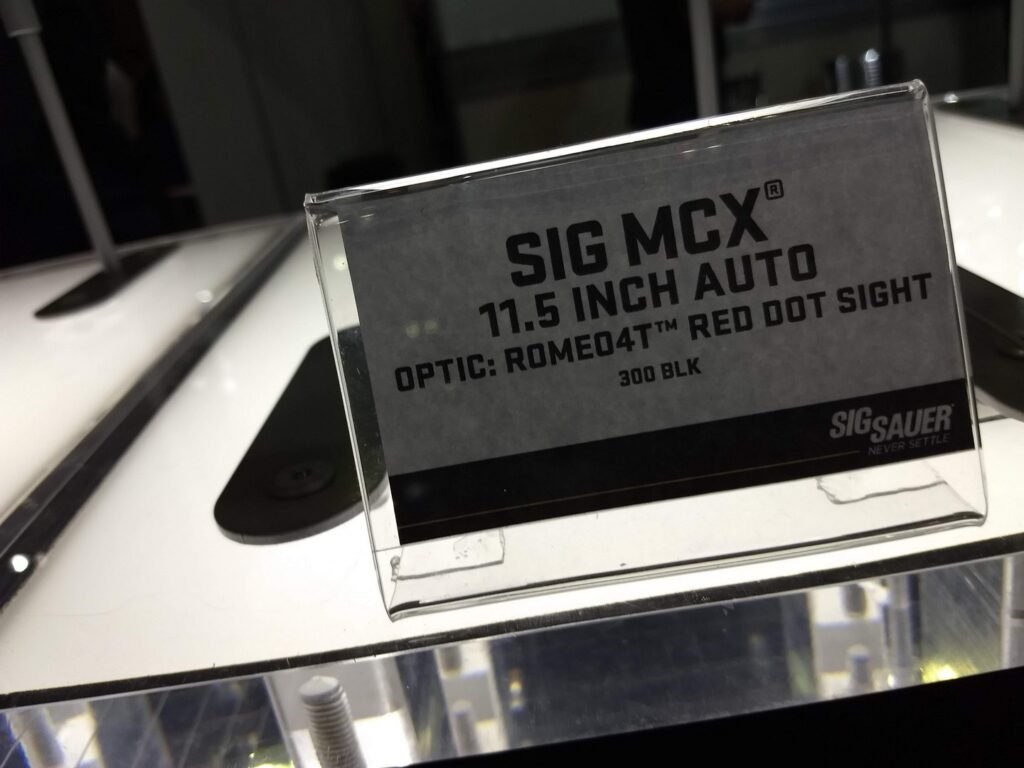 SIG MCX®
11.5 INCH AUTO
OPTIC: ROMEO4T™ RED DOT SIGHT
300 BLK
SIG SAUER
NEVER SETTLE